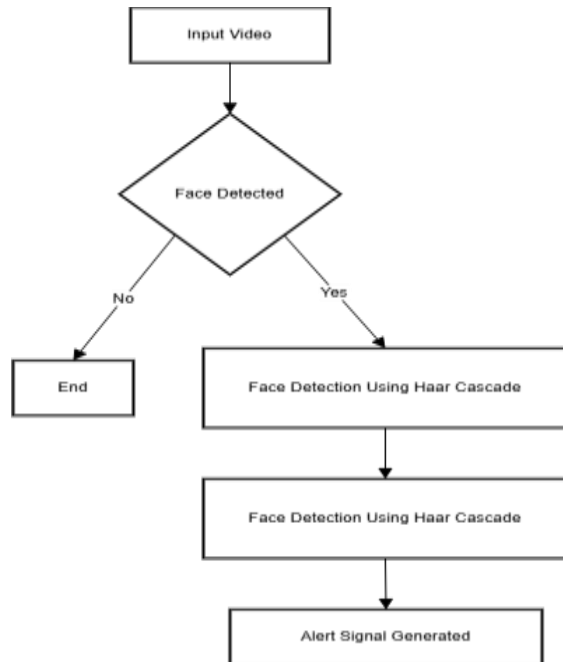 Input Video
Face Detected
No
Yes
End
Face Detection Using Haar Cascade
Face Detection Using Haar Cascade
Alert Signal Generated